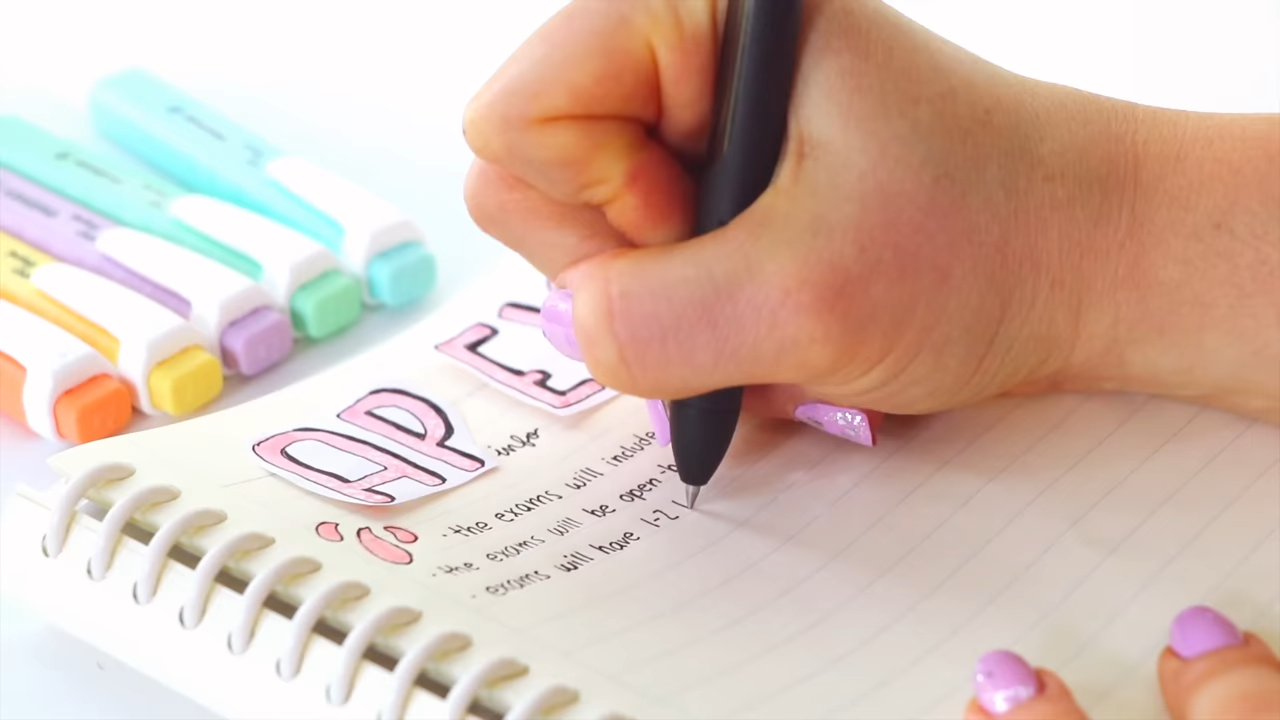 AP E
info
· the exams will include
· the exams will be open-b
· exams will have 1-2